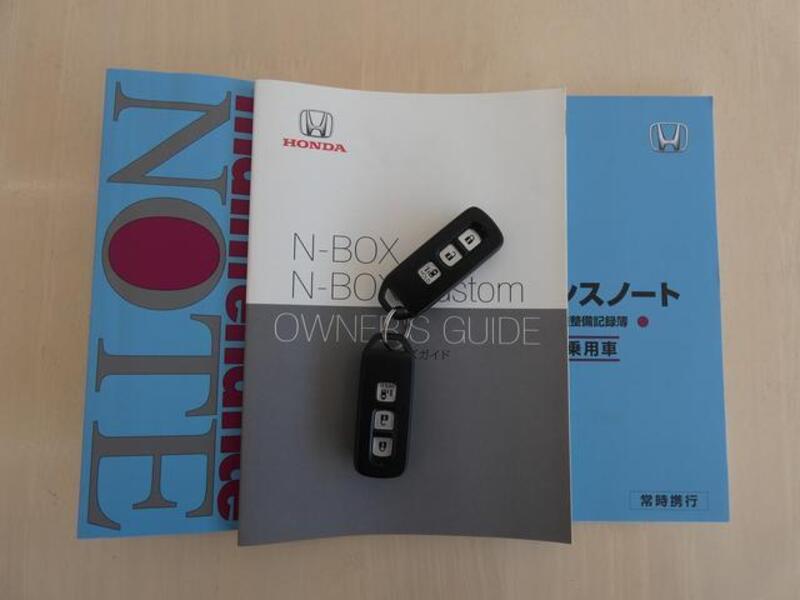 NOTE
maintenance
HONDA
N-BOX
N-BOX Custom
OWNER'S GUIDE
ズガイド
ンスノート
整備記録簿
乗用車
常時携行